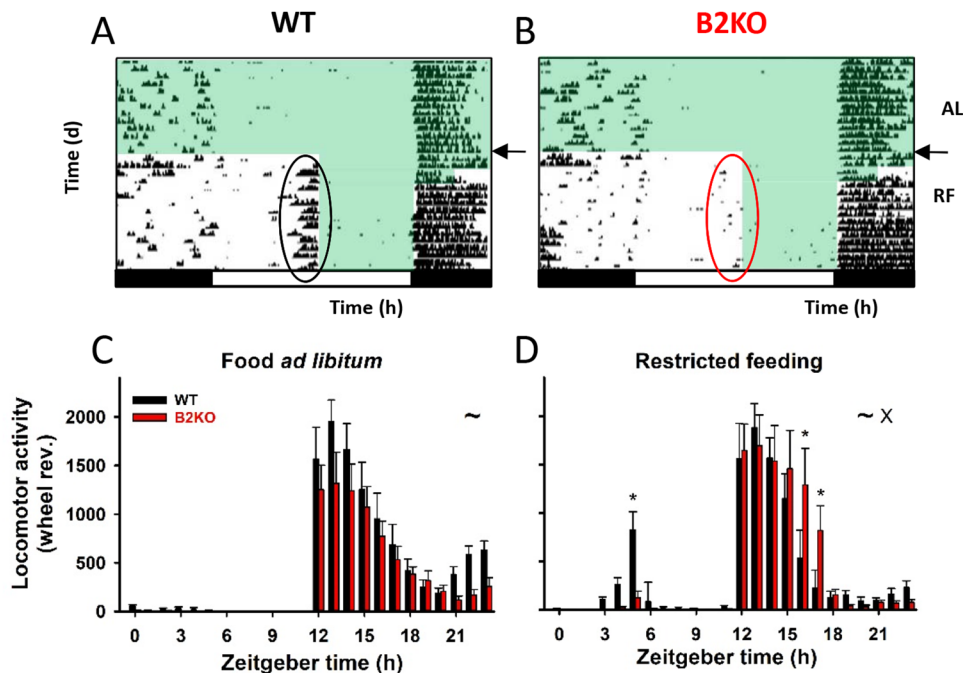 A
WT
B
B2KO
Time (d)
AL
RF
Time (h)
Time (h)
C
Food ad libitum
D
Restricted feeding
WT
B2KO
~
~ X
Locomotor activity
(wheel rev.)
2000
1500
1000
500
0
*
*
*
0 3 6 9 12 15 18 21
0 3 6 9 12 15 18 21
Zeitgeber time (h)
Zeitgeber time (h)